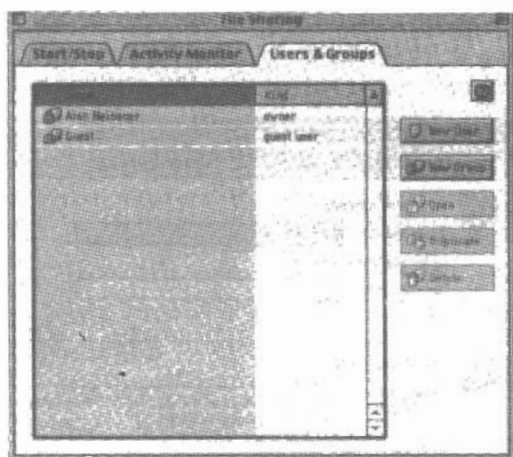 File Sharing
Start/Stop Activity Monitor Users & Groups
Kind
owner
Guest guest user
New User
New Group
Open
Duplicate
Delete